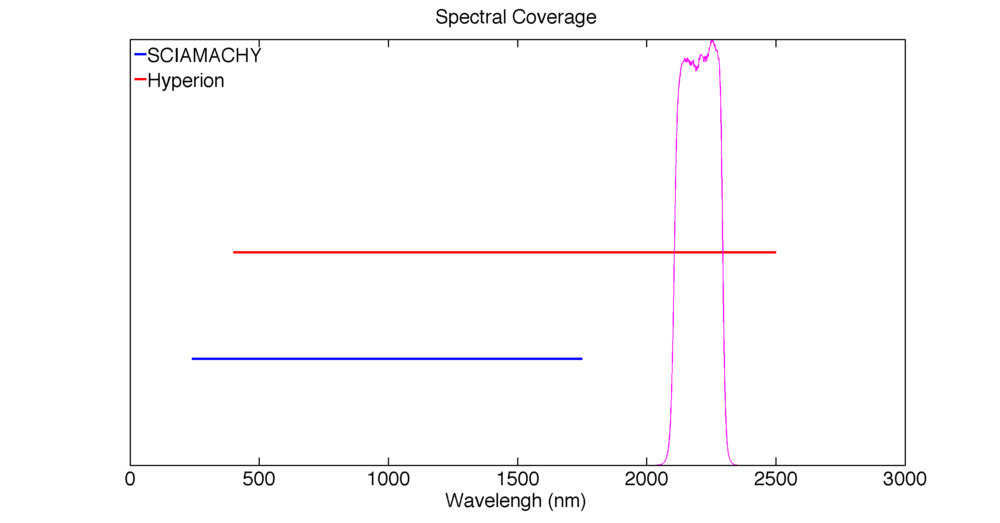 Spectral Coverage
SCIAMACHY
Hyperion
0 500 1000 1500 2000 2500 3000
Wavelengh (nm)